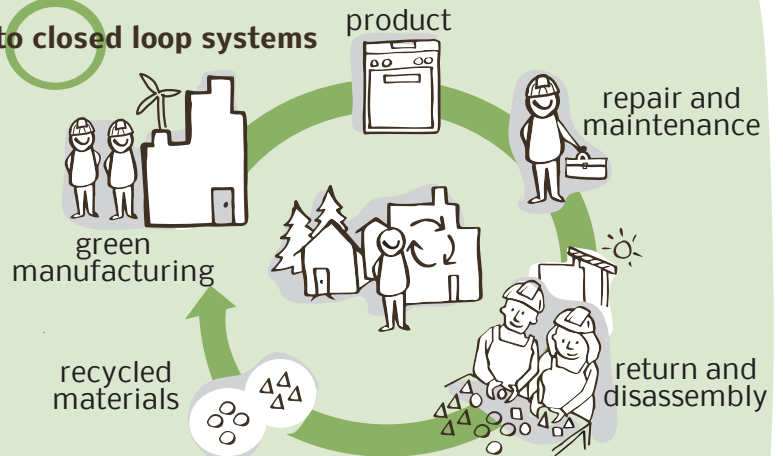 to closed loop systems
product
repair and
maintenance
green
manufacturing
return and
disassembly
recycled
materials